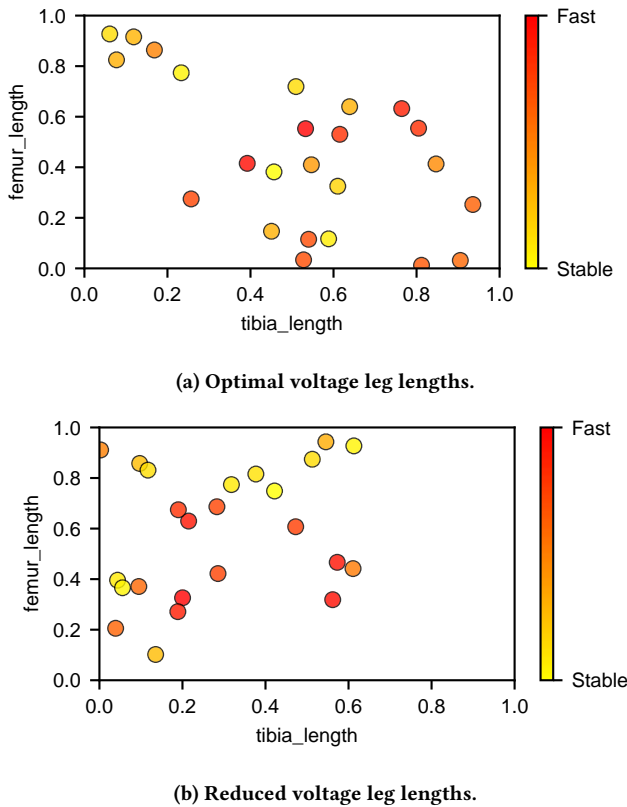 1.0
0.8
0.6
0.4
0.2
0.0
femur_length
0.0 0.2 0.4 0.6 0.8 1.0
tibia_length
Fast
Stable
(a) Optimal voltage leg lengths.
1.0
0.8
0.6
0.4
0.2
0.0
femur_length
0.0 0.2 0.4 0.6 0.8 1.0
tibia_length
Fast
Stable
(b) Reduced voltage leg lengths.